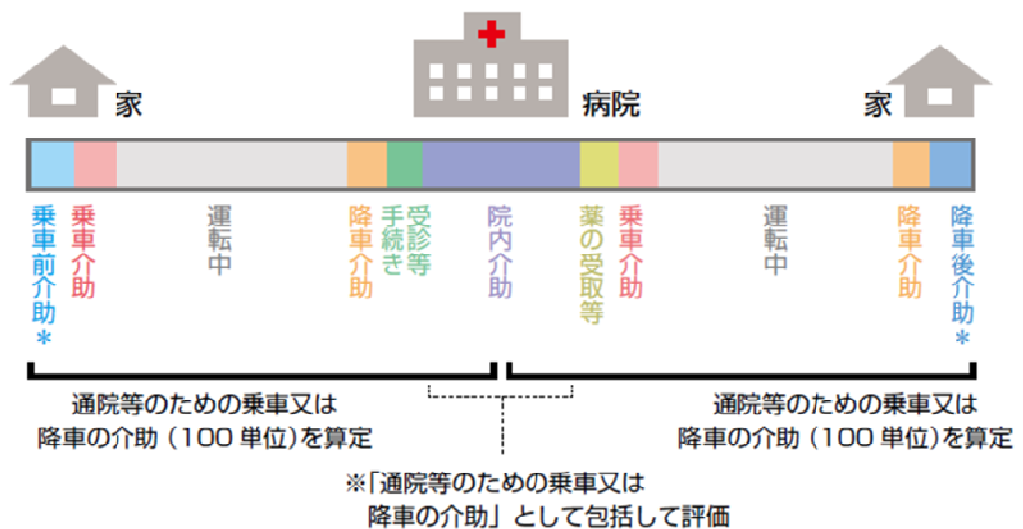 家
病院
家
乗車前介助*
乗車介助
運転中
降車介助
受診等
手続き
院内介助
薬の受取等
乗車介助
運転中
降車介助
降車後介助*
通院等のための乗車又は
降車の介助(100単位)を算定
通院等のための乗車又は
降車の介助(100単位)を算定
※「通院等のための乗車又は
降車の介助」として包括して評価